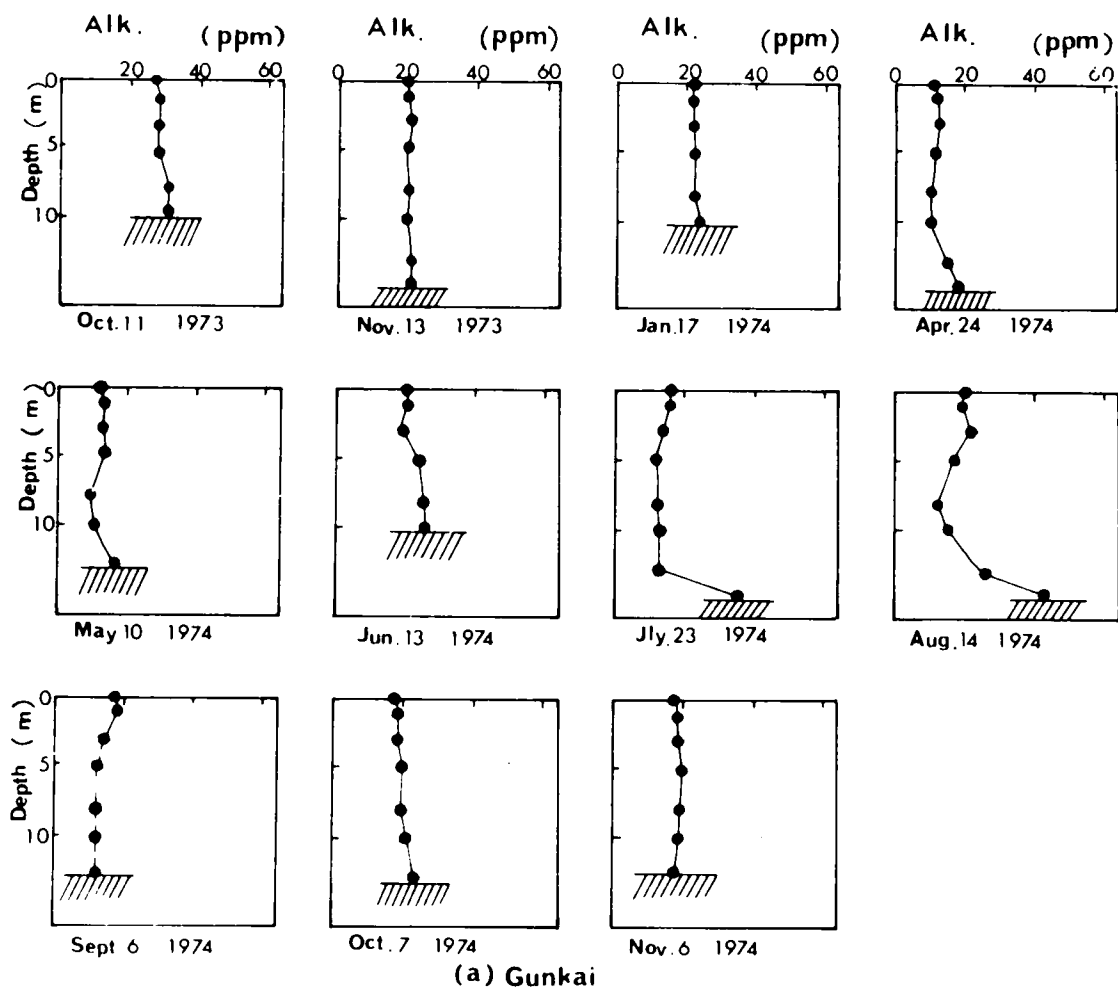 Alk. (ppm) Alk. (ppm) Alk. (ppm) Alk. (ppm)
20 40 60 0 20 40 60 0 20 40 60 0 20 40 60
0
5
10
Depth (m)
Oct.11 1973 Nov.13 1973 Jan.17 1974 Apr.24 1974
0
5
10
Depth (m)
May 10 1974 Jun.13 1974 Jly.23 1974 Aug.14 1974
0
5
10
Depth (m)
Sept 6 1974 Oct.7 1974 Nov.6 1974
(a) Gunkai